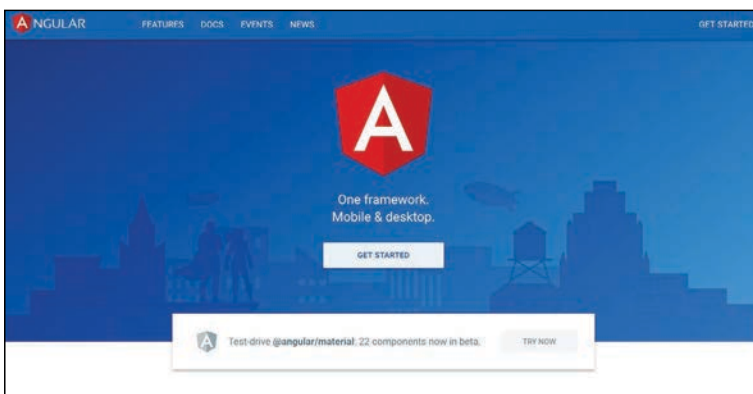 ANGULAR FEATURES DOCS EVENTS NEWS GET STARTED
A
One framework.
Mobile & desktop.
GET STARTED
A Test-drive @angular/material: 22 components now in beta. TRY NOW